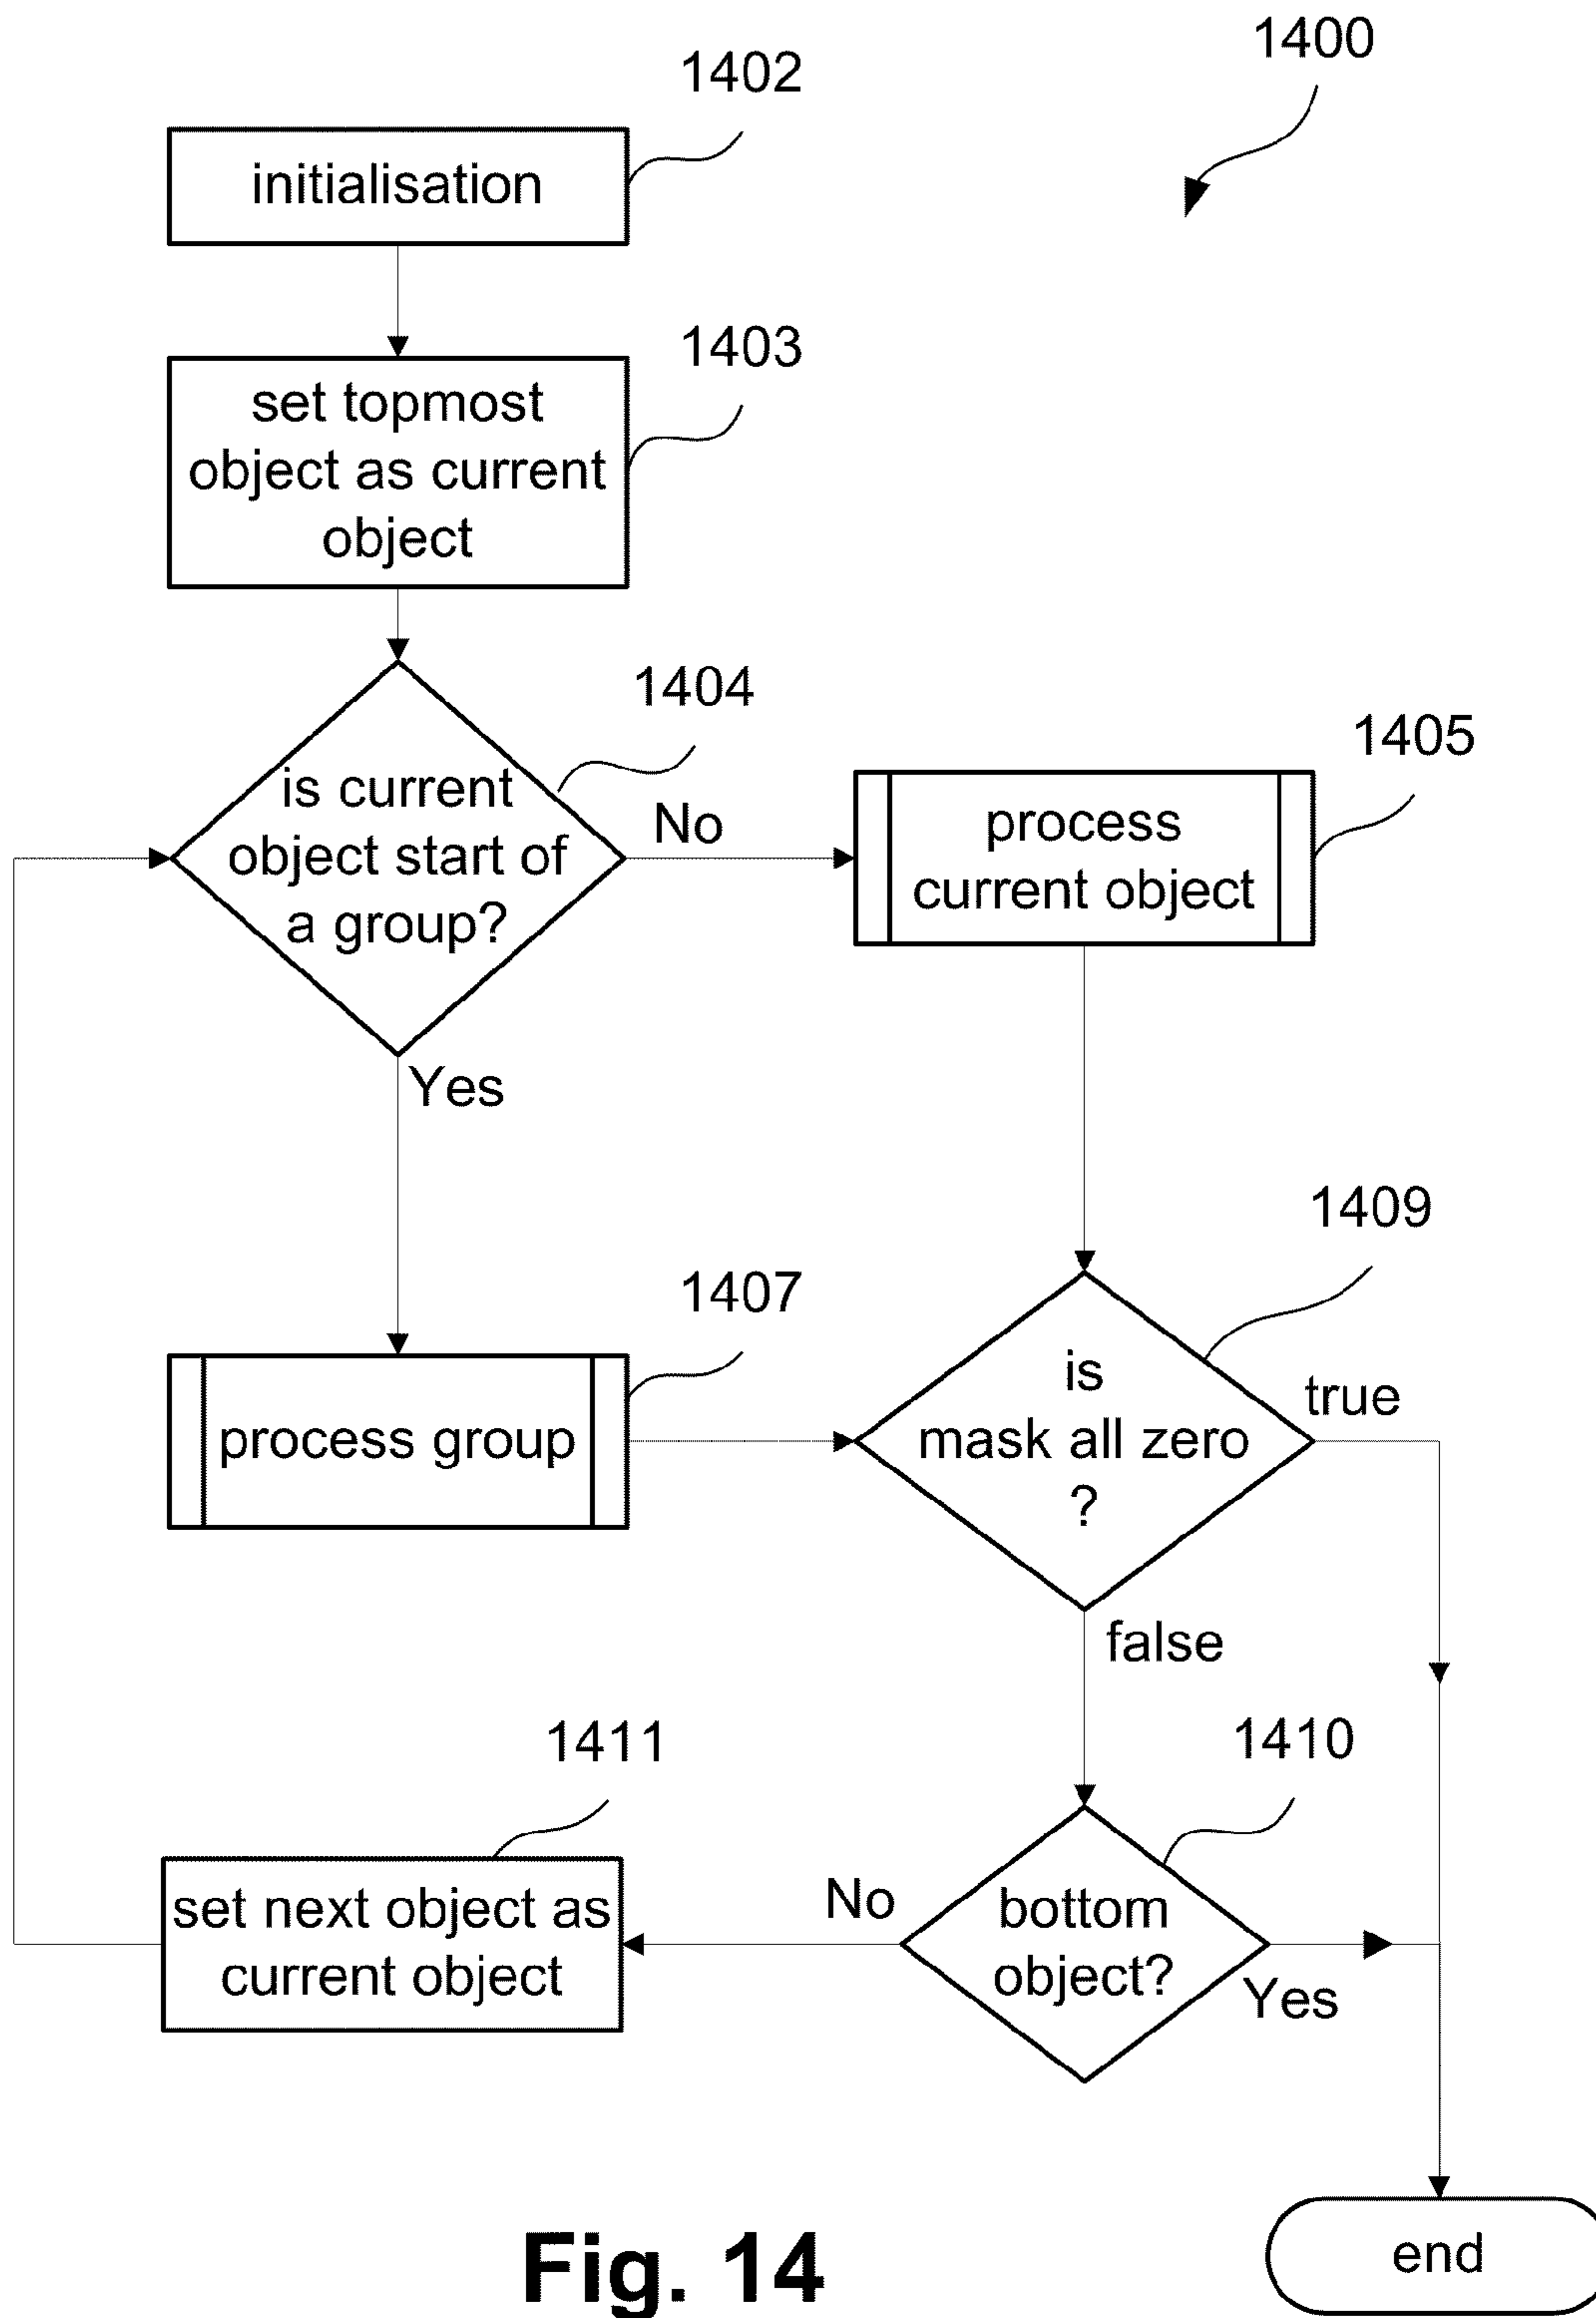 1400
1402
initialisation
1403
set topmost
object as current
object
1404
is current
object start of
a group?
No
1405
process
current object
Yes
1409
1407
process group
is
mask all zero
?
true
false
1411
1410
set next object as
current object
No
bottom
object?
Yes
end
Fig. 14